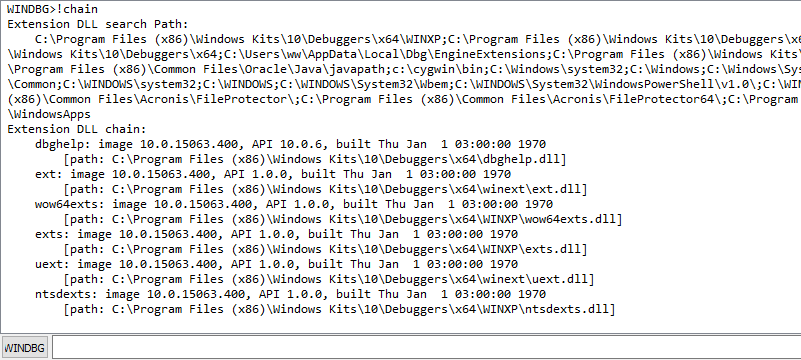 WINDBG>!chain
Extension DLL search Path:
C:\Program Files (x86)\Windows Kits\10\Debuggers\x64\WINXP;C:\Program Files (x86)\Windows Kits\10\Debuggers\x6
\Windows Kits\10\Debuggers\x64;C:\Users\ww\AppData\Local\Dbg\EngineExtensions;C:\Program Files (x86)\Windows Kits\
\Program Files (x86)\Common Files\Oracle\Java\javapath;c:\cygwin\bin;C:\Windows\system32;C:\Windows;C:\Windows\Sys
\Common;C:\WINDOWS\system32;C:\WINDOWS;C:\WINDOWS\System32\Wbem;C:\WINDOWS\System32\WindowsPowerShell\v1.0\;C:\W
(x86)\Common Files\Acronis\FileProtector\;C:\Program Files (x86)\Common Files\Acronis\FileProtector64\;C:\Program
\WindowsApps
Extension DLL chain:
dbghelp: image 10.0.15063.400, API 10.0.6, built Thu Jan  1 03:00:00 1970
[path: C:\Program Files (x86)\Windows Kits\10\Debuggers\x64\dbghelp.dll]
ext: image 10.0.15063.400, API 1.0.0, built Thu Jan  1 03:00:00 1970
[path: C:\Program Files (x86)\Windows Kits\10\Debuggers\x64\winext\ext.dll]
wow64exts: image 10.0.15063.400, API 1.0.0, built Thu Jan  1 03:00:00 1970
[path: C:\Program Files (x86)\Windows Kits\10\Debuggers\x64\WINXP\wow64exts.dll]
exts: image 10.0.15063.400, API 1.0.0, built Thu Jan  1 03:00:00 1970
[path: C:\Program Files (x86)\Windows Kits\10\Debuggers\x64\WINXP\exts.dll]
uext: image 10.0.15063.400, API 1.0.0, built Thu Jan  1 03:00:00 1970
[path: C:\Program Files (x86)\Windows Kits\10\Debuggers\x64\winext\uext.dll]
ntsdexts: image 10.0.15063.400, API 1.0.0, built Thu Jan  1 03:00:00 1970
[path: C:\Program Files (x86)\Windows Kits\10\Debuggers\x64\WINXP\ntsdexts.dll]
WINDBG